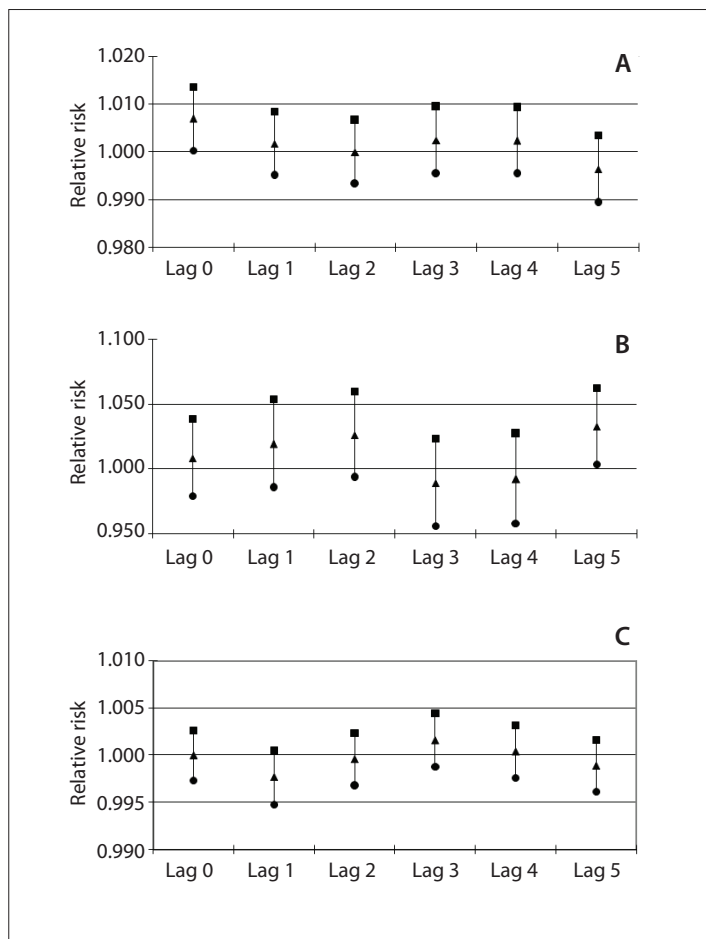 A
1.020
1.010
1.000
0.990
0.980
Relative risk
Lag 0 Lag 1 Lag 2 Lag 3 Lag 4 Lag 5
B
1.100
1.050
1.000
0.950
Relative risk
Lag 0 Lag 1 Lag 2 Lag 3 Lag 4 Lag 5
C
1.010
1.005
1.000
0.995
0.990
Relative risk
Lag 0 Lag 1 Lag 2 Lag 3 Lag 4 Lag 5